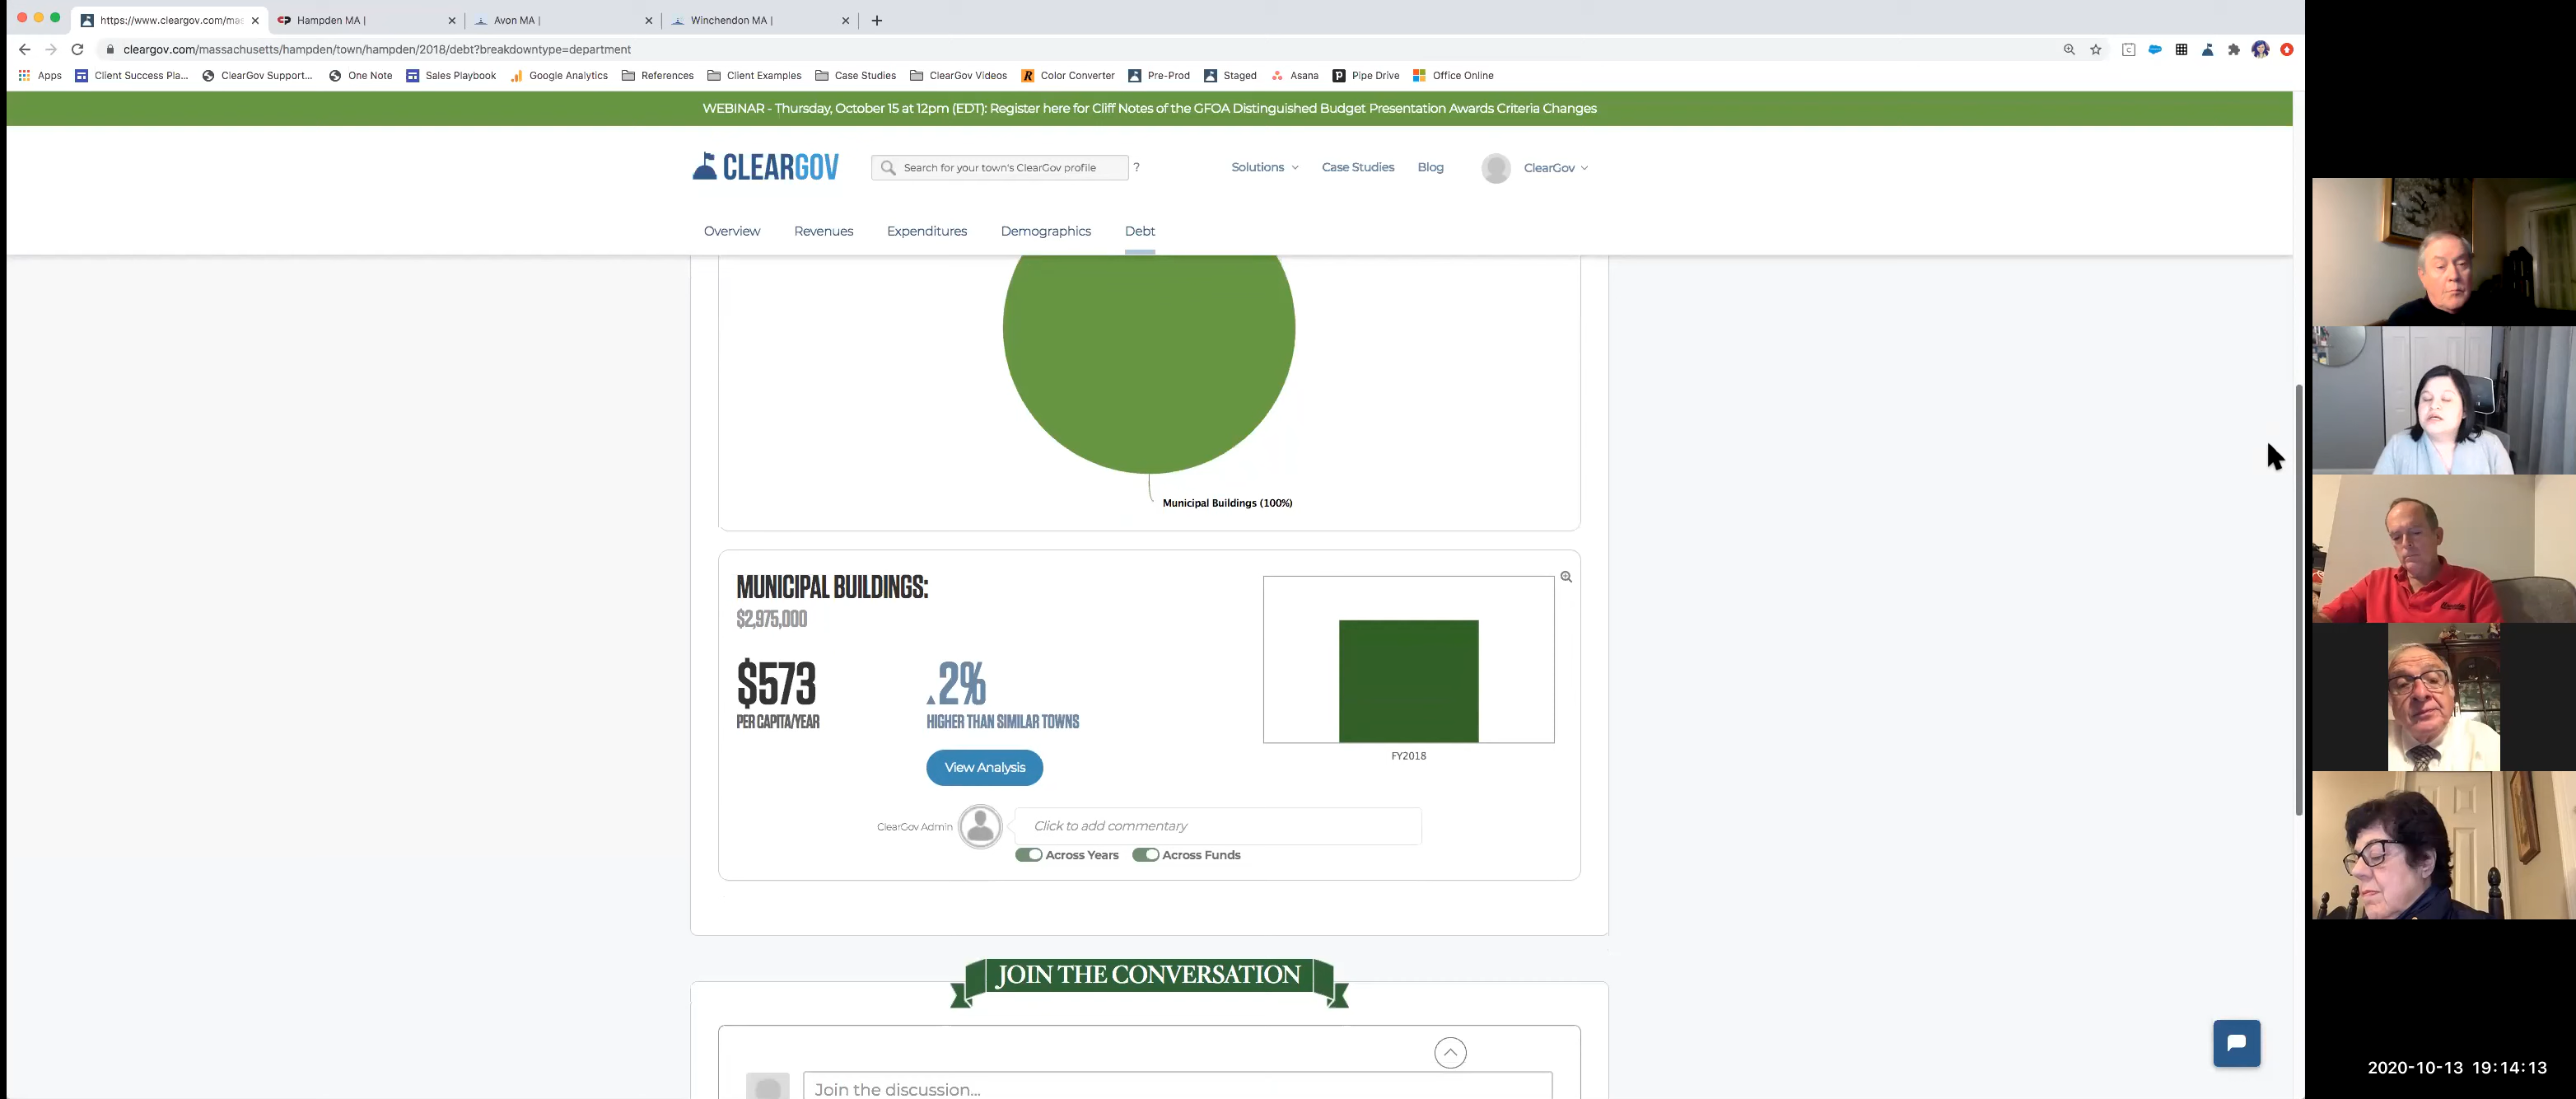 https://www.cleargov.com/mas
Hampden MA |
Avon MA |
Winchendon MA |
cleargov.com/massachusetts/hampden/town/hampden/2018/debt?breakdowntype=department
Apps Client Success Pla... ClearGov Support... One Note Sales Playbook Google Analytics References Client Examples Case Studies ClearGov Videos Color Converter Pre-Prod Staged Asana Pipe Drive Office Online
WEBINAR - Thursday, October 15 at 12pm (EDT): Register here for Cliff Notes of the GFOA Distinguished Budget Presentation Awards Criteria Changes
CLEARGOV
Search for your town's ClearGov profile
?
Solutions Case Studies Blog ClearGov
Overview Revenues Expenditures Demographics Debt
Municipal Buildings (100%)
MUNICIPAL BUILDINGS:
$2,975,000
$573
PER CAPITA/YEAR
.2%
HIGHER THAN SIMILAR TOWNS
View Analysis
FY2018
ClearGov Admin
Click to add commentary
Across Years Across Funds
JOIN THE CONVERSATION
Join the discussion...
2020-10-13 19:14:13